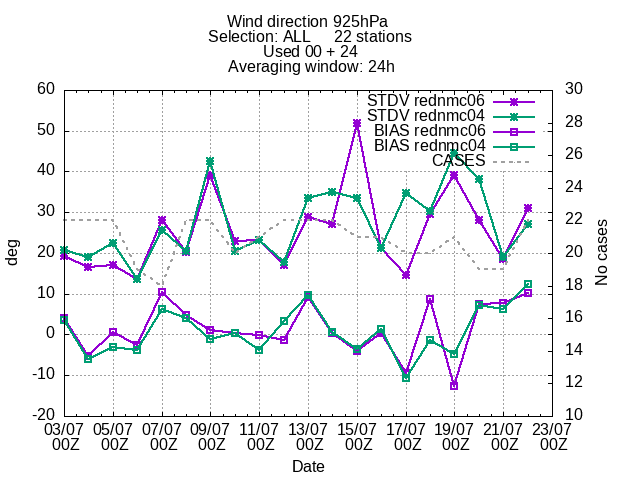 Wind direction 925hPa
Selection: ALL 22 stations
Used 00 + 24
Averaging window: 24h
60
50
40
30
20
10
0
-10
-20
deg
30
28
26
24
22
20
18
16
14
12
10
No cases
STDV rednmc06
STDV rednmc04
BIAS rednmc06
BIAS rednmc04
CASES
03/07 05/07 07/07 09/07 11/07 13/07 15/07 17/07 19/07 21/07 23/07
00Z 00Z 00Z 00Z 00Z 00Z 00Z 00Z 00Z 00Z 00Z
Date